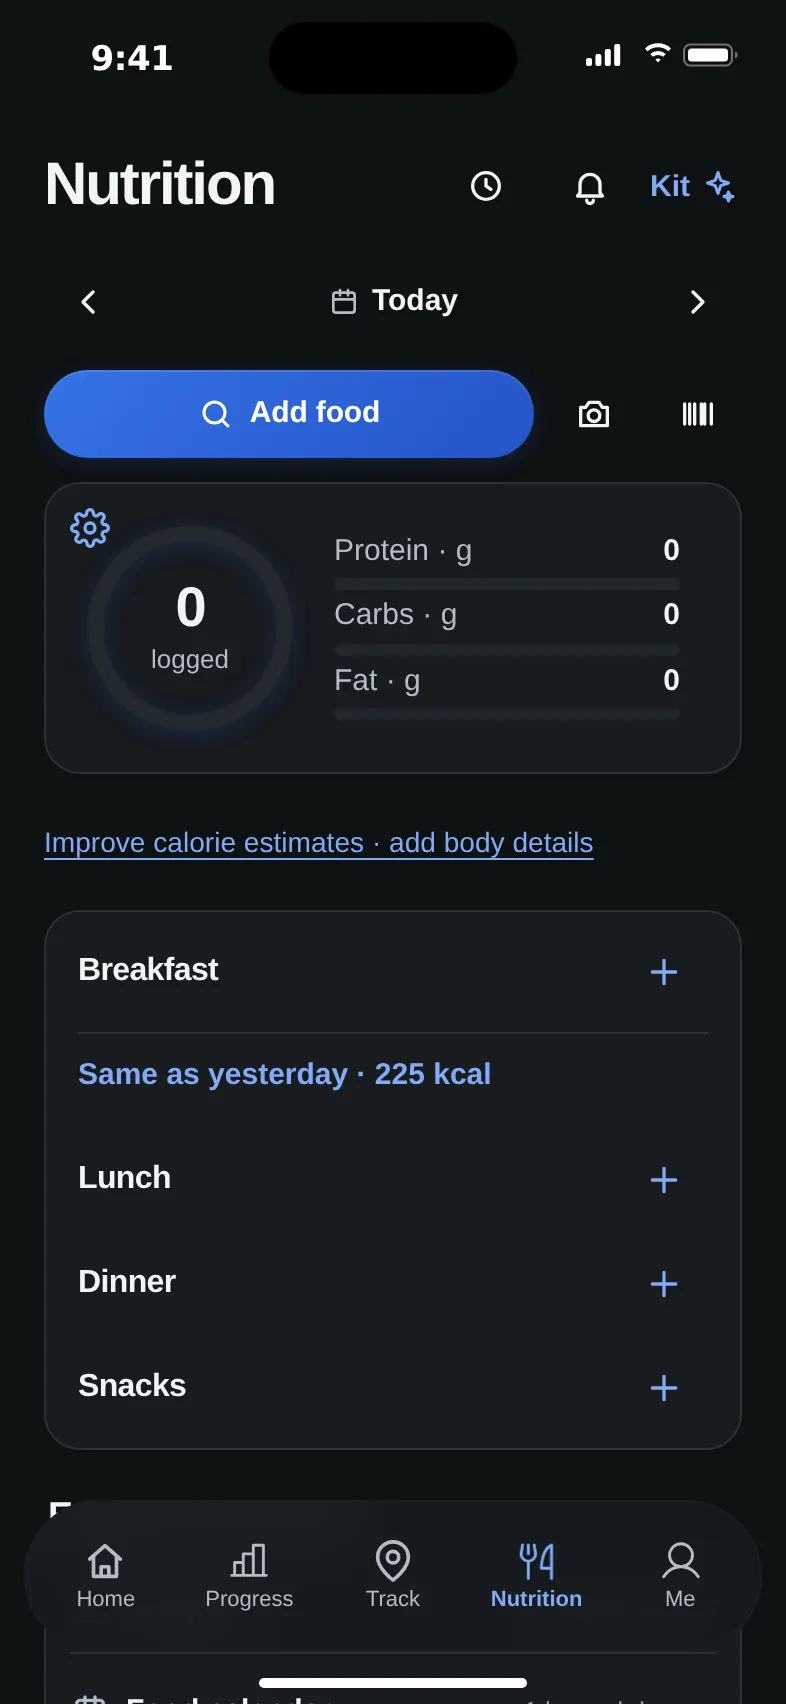 9:41
Nutrition
Kit
Today
Add food
Protein · g 0
0
logged
Carbs · g 0
Fat · g 0
Improve calorie estimates · add body details
Breakfast
Same as yesterday · 225 kcal
Lunch
Dinner
Snacks
Home Progress Track Nutrition Me